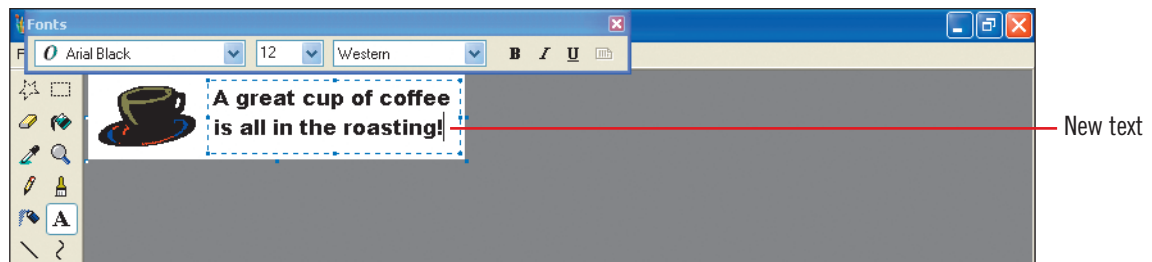 Fonts
F
O Arial Black 12 Western B I U
A great cup of coffee
is all in the roasting!
New text
A